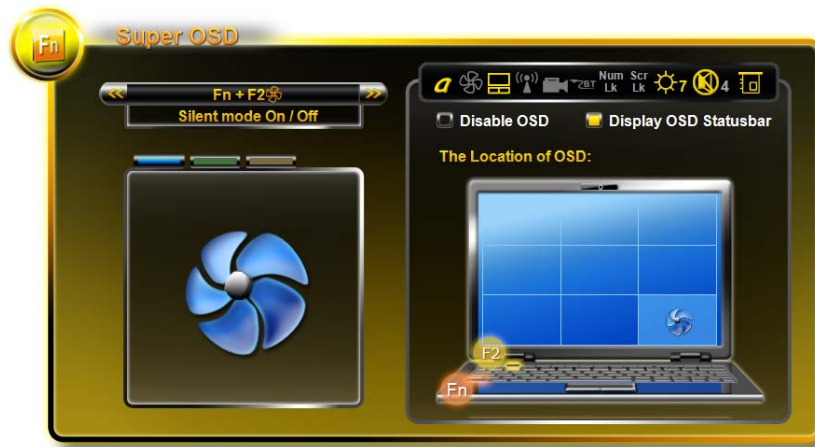 Fn
Super OSD
Fn + F2
Silent mode On / Off
a
BT
Num Lk
Scr Lk
7
4
Disable OSD
Display OSD Statusbar
The Location of OSD:
F2
Fn